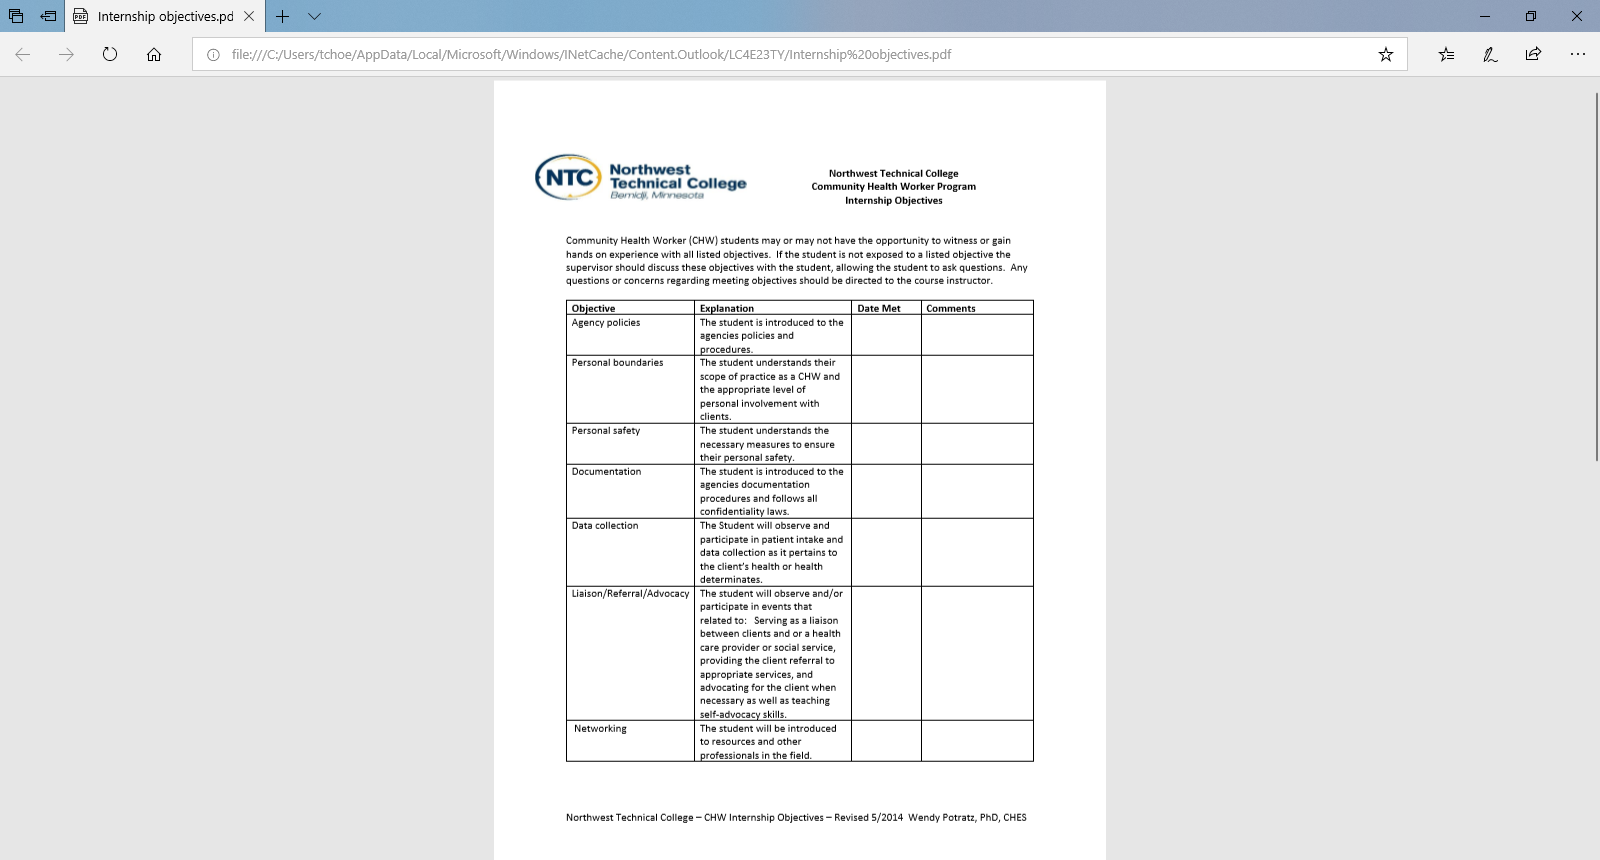 Internship objectives.pd
file:///C:/Users/tchoe/AppData/Local/Microsoft/Windows/INetCache/Content.Outlook/LC4E23TY/Internship%20objectives.pdf
NTC
Northwest
Technical College
Bemidji, Minnesota
Northwest Technical College
Community Health Worker Program
Internship Objectives
Community Health Worker (CHW) students may or may not have the opportunity to witness or gain
hands on experience with all listed objectives.  If the student is not exposed to a listed objective the
supervisor should discuss these objectives with the student, allowing the student to ask questions.  Any
questions or concerns regarding meeting objectives should be directed to the course instructor.
Objective Explanation Date Met Comments
Agency policies The student is introduced to the
agencies policies and
procedures.
Personal boundaries The student understands their
scope of practice as a CHW and
the appropriate level of
personal involvement with
clients.
Personal safety The student understands the
necessary measures to ensure
their personal safety.
Documentation The student is introduced to the
agencies documentation
procedures and follows all
confidentiality laws.
Data collection The Student will observe and
participate in patient intake and
data collection as it pertains to
the client's health or health
determinates.
Liaison/Referral/Advocacy The student will observe and/or
participate in events that
related to:   Serving as a liaison
between clients and or a health
care provider or social service,
providing the client referral to
appropriate services, and
advocating for the client when
necessary as well as teaching
self-advocacy skills.
Networking The student will be introduced
to resources and other
professionals in the field.
Northwest Technical College – CHW Internship Objectives – Revised 5/2014  Wendy Potratz, PhD, CHES